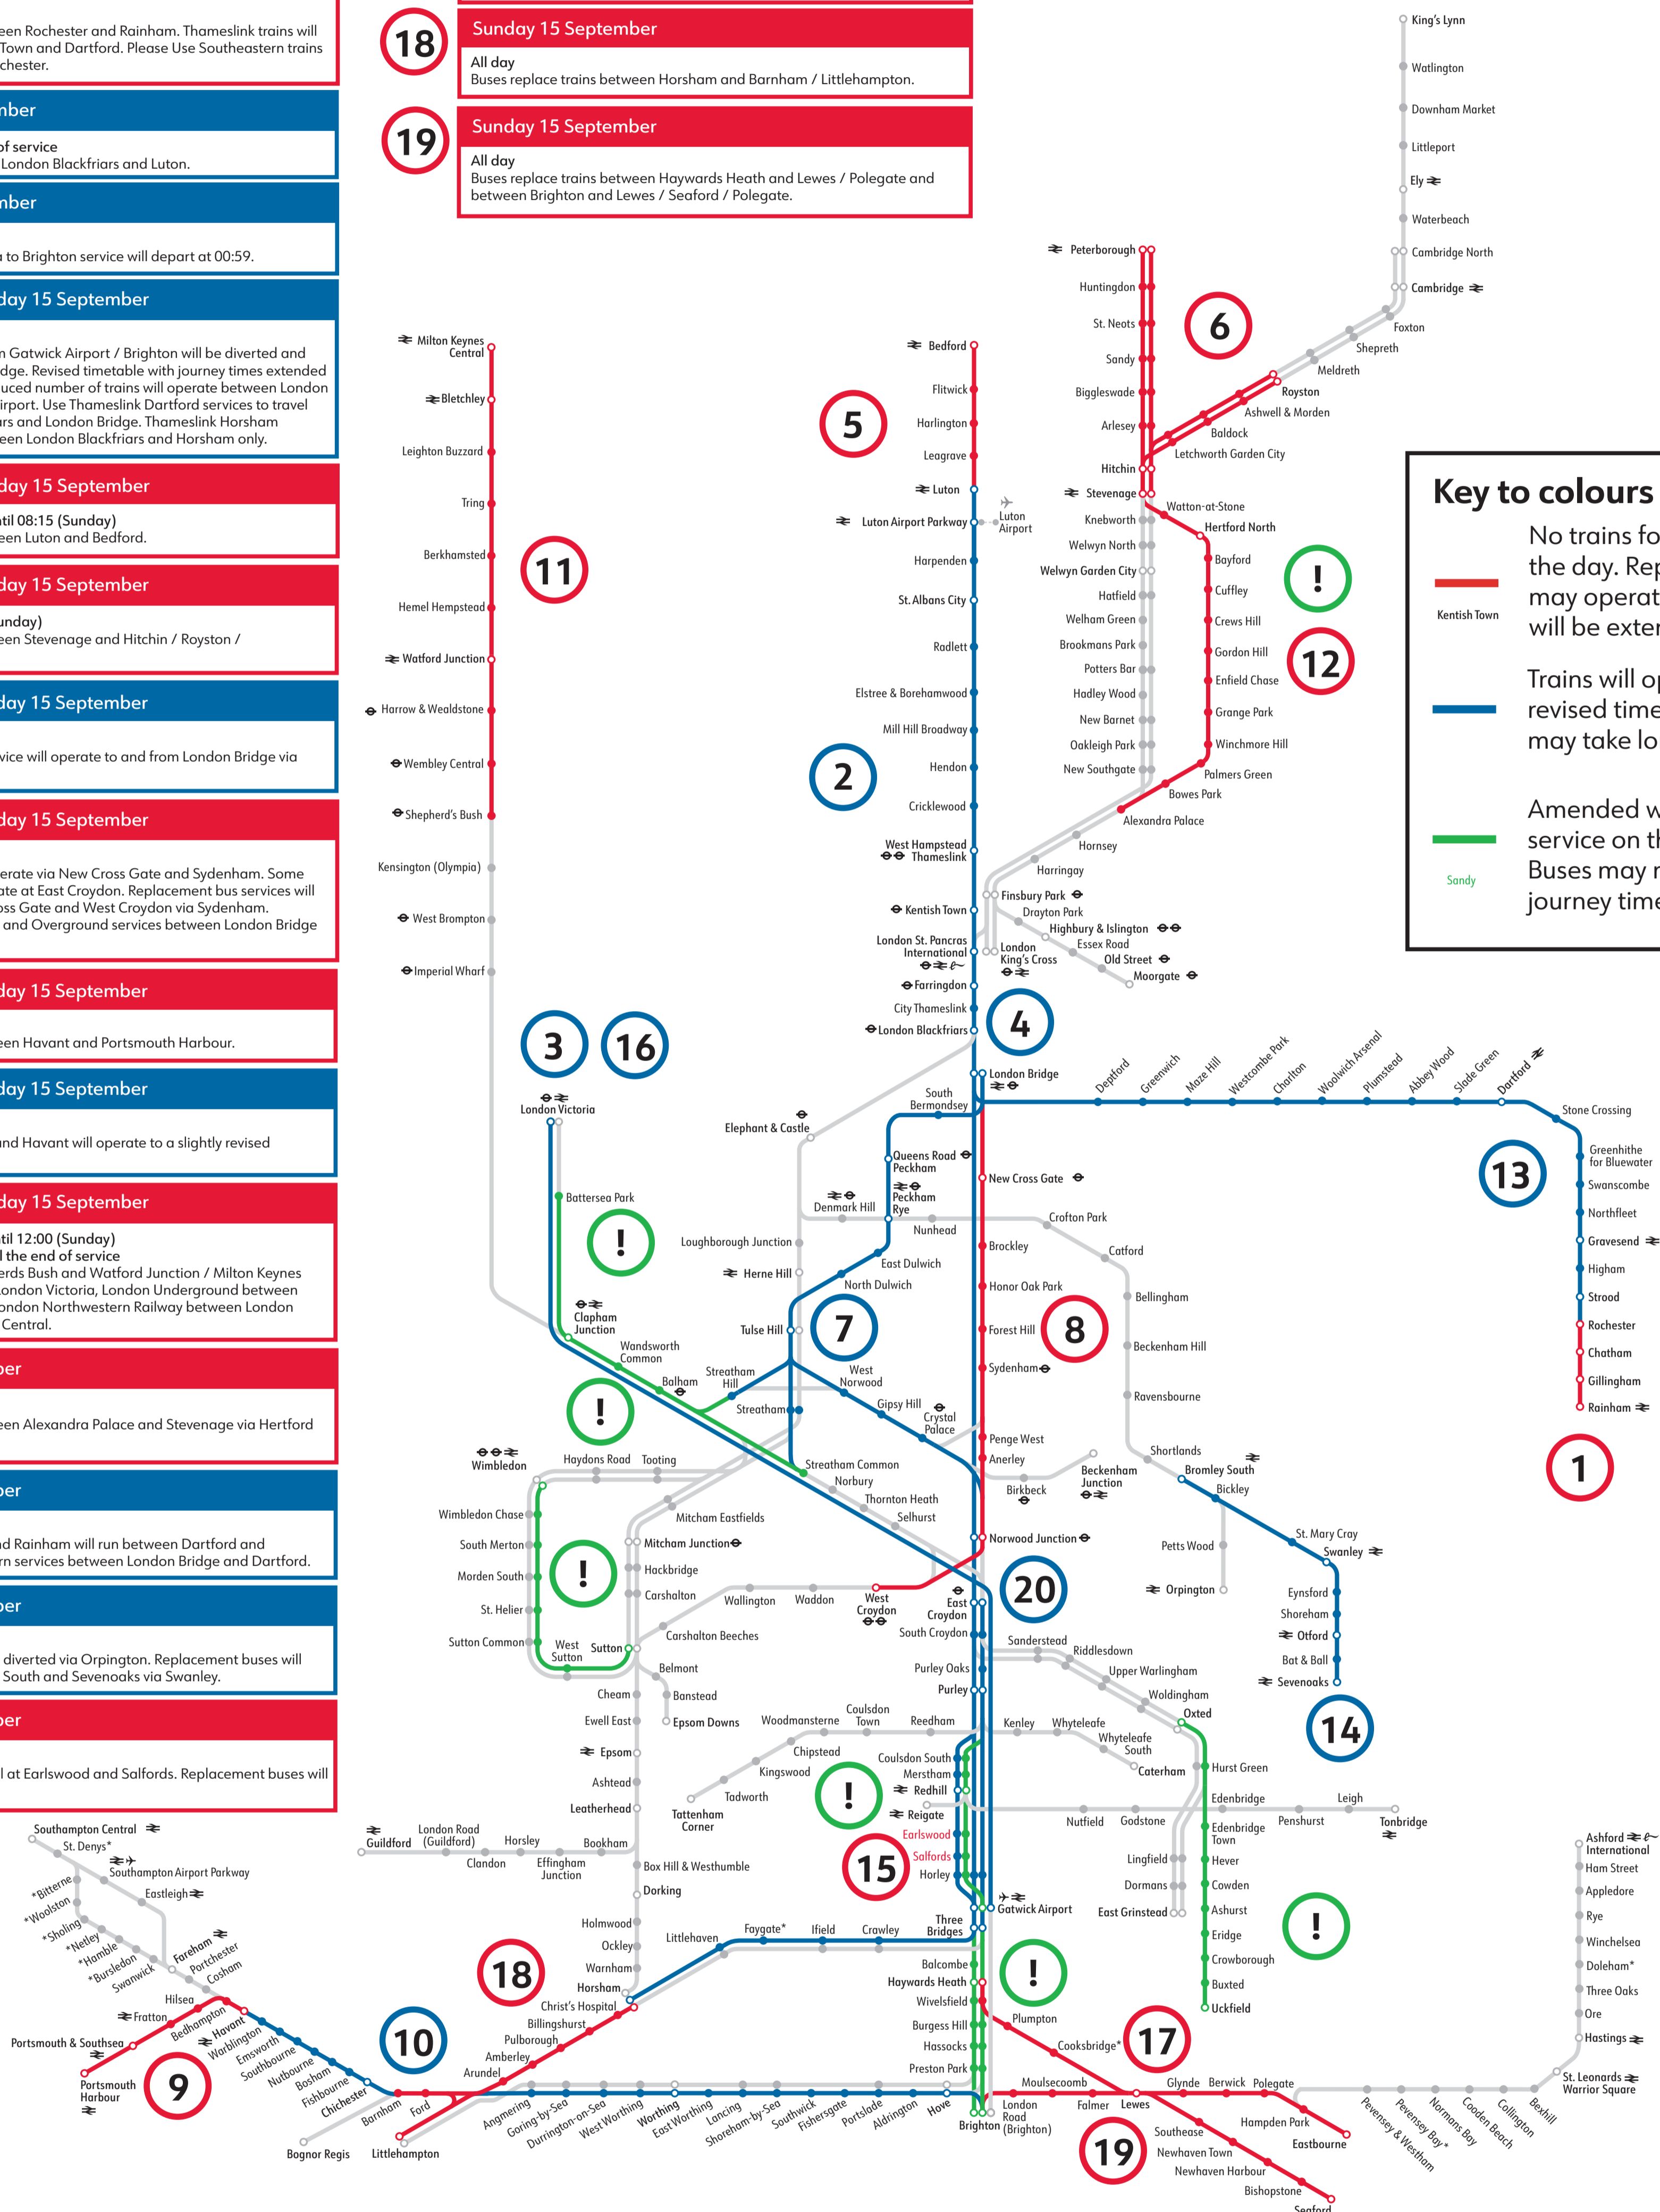 een Rochester and Rainham. Thameslink trains will
Town and Dartford. Please Use Southeastern trains
chester.
mber
of service
London Blackfriars and Luton.
mber
to Brighton service will depart at 00:59.
day 15 September
Gatwick Airport / Brighton will be diverted and
dge. Revised timetable with journey times extended
uced number of trains will operate between London
irport. Use Thameslink Dartford services to travel
rs and London Bridge. Thameslink Horsham
een London Blackfriars and Horsham only.
day 15 September
til 08:15 (Sunday)
een Luton and Bedford.
day 15 September
unday)
een Stevenage and Hitchin / Royston /
day 15 September
vice will operate to and from London Bridge via
day 15 September
erate via New Cross Gate and Sydenham. Some
ate at East Croydon. Replacement bus services will
oss Gate and West Croydon via Sydenham.
and Overground services between London Bridge
day 15 September
een Havant and Portsmouth Harbour.
day 15 September
nd Havant will operate to a slightly revised
day 15 September
til 12:00 (Sunday)
l the end of service
erds Bush and Watford Junction / Milton Keynes
ondon Victoria, London Underground between
ondon Northwestern Railway between London
Central.
ber
een Alexandra Palace and Stevenage via Hertford
ber
nd Rainham will run between Dartford and
rn services between London Bridge and Dartford.
ber
diverted via Orpington. Replacement buses will
South and Sevenoaks via Swanley.
ber
l at Earlswood and Salfords. Replacement buses will
18
Sunday 15 September
All day
Buses replace trains between Horsham and Barnham / Littlehampton.
19
Sunday 15 September
All day
Buses replace trains between Haywards Heath and Lewes / Polegate and
between Brighton and Lewes / Seaford / Polegate.
King's Lynn
Watlington
Downham Market
Littleport
Ely
Waterbeach
Cambridge North
Cambridge
Foxton
Shepreth
Meldreth
Royston
Ashwell & Morden
Baldock
Letchworth Garden City
Peterborough
Huntingdon
St. Neots
Sandy
Biggleswade
Arlesey
Hitchin
Stevenage
6
Watton-at-Stone
Hertford North
Bayford
Cuffley
Crews Hill
Gordon Hill
Enfield Chase
Grange Park
Winchmore Hill
Palmers Green
Bowes Park
Alexandra Palace
!
12
Knebworth
Welwyn North
Welwyn Garden City
Hatfield
Welham Green
Brookmans Park
Potters Bar
Hadley Wood
New Barnet
Oakleigh Park
New Southgate
Hornsey
Harringay
Finsbury Park
Drayton Park
Highbury & Islington
Essex Road
Old Street
Moorgate
London
King's Cross
Key to colours
No trains fo
the day. Rep
may operat
will be exter
Kentish Town
Trains will op
revised time
may take lo
Amended w
service on th
Buses may r
journey time
Sandy
Milton Keynes
Central
Bletchley
Leighton Buzzard
Tring
Berkhamsted
Hemel Hempstead
Watford Junction
Harrow & Wealdstone
Wembley Central
Shepherd's Bush
Kensington (Olympia)
West Brompton
Imperial Wharf
11
Bedford
Flitwick
Harlington
Leagrave
Luton
Luton Airport Parkway
Luton
Airport
Harpenden
St. Albans City
Radlett
Elstree & Borehamwood
Mill Hill Broadway
Hendon
Cricklewood
West Hampstead
Thameslink
Kentish Town
London St. Pancras
International
Farringdon
City Thameslink
London Blackfriars
5
2
4
London Bridge
Deptford
Greenwich
Maze Hill
Westcombe Park
Charlton
Woolwich Arsenal
Plumstead
Abbey Wood
Slade Green
Dartford
Stone Crossing
Greenhithe
for Bluewater
Swanscombe
Northfleet
Gravesend
Higham
Strood
Rochester
Chatham
Gillingham
Rainham
13
1
3
16
London Victoria
Battersea Park
!
Clapham
Junction
Wandsworth
Common
Balham
!
Streatham
Hill
Streatham
Streatham Common
Norbury
Thornton Heath
Selhurst
South
Bermondsey
Elephant & Castle
Queens Road
Peckham
Peckham
Rye
Denmark Hill
Nunhead
Loughborough Junction
Herne Hill
East Dulwich
North Dulwich
Tulse Hill
7
West
Norwood
Gipsy Hill
Crystal
Palace
New Cross Gate
Brockley
Honor Oak Park
Forest Hill
Sydenham
8
Penge West
Anerley
Birkbeck
Beckenham
Junction
Norwood Junction
Crofton Park
Catford
Bellingham
Beckenham Hill
Ravensbourne
Shortlands
Bromley South
Bickley
St. Mary Cray
Swanley
Petts Wood
Orpington
Eynsford
Shoreham
Otford
Bat & Ball
Sevenoaks
14
Wimbledon
Haydons Road
Tooting
Wimbledon Chase
South Merton
Morden South
St. Helier
Sutton Common
West
Sutton
Sutton
!
Mitcham Eastfields
Mitcham Junction
Hackbridge
Carshalton
Carshalton Beeches
Wallington
Waddon
West
Croydon
East
Croydon
20
South Croydon
Purley Oaks
Purley
Sanderstead
Riddlesdown
Upper Warlingham
Woldingham
Oxted
Hurst Green
Edenbridge
Edenbridge
Town
Hever
Cowden
Ashurst
Eridge
Crowborough
Buxted
Uckfield
!
Lingfield
Dormans
East Grinstead
Belmont
Banstead
Epsom Downs
Cheam
Ewell East
Epsom
Ashtead
Leatherhead
Bookham
Effingham
Junction
Horsley
Clandon
London Road
(Guildford)
Guildford
Box Hill & Westhumble
Dorking
Holmwood
Ockley
Warnham
Horsham
Woodmansterne
Coulsdon
Town
Reedham
Chipstead
Kingswood
Tadworth
Tattenham
Corner
Kenley
Whyteleafe
Whyteleafe
South
Caterham
Coulsdon South
Merstham
Redhill
Reigate
Earlswood
Salfords
Horley
!
15
Nutfield
Godstone
Penshurst
Leigh
Tonbridge
Gatwick Airport
Three
Bridges
Crawley
Ifield
Faygate*
Littlehaven
Balcombe
Haywards Heath
Wivelsfield
Burgess Hill
Hassocks
Preston Park
!
Plumpton
Cooksbridge*
17
Christ's Hospital
Billingshurst
Pulborough
Amberley
Arundel
18
Southampton Central
St. Denys*
Southampton Airport Parkway
Eastleigh
*Bitterne
*Woolston
*Sholing
*Netley
*Hamble
*Bursledon
Swanwick
Fareham
Portchester
Cosham
Hilsea
Fratton
Portsmouth & Southsea
Portsmouth
Harbour
9
Bedhampton
Havant
Warblington
Emsworth
Southbourne
Nutbourne
Bosham
Fishbourne
Chichester
10
Barnham
Ford
Bognor Regis
Littlehampton
Angmering
Goring-by-Sea
Durrington-on-Sea
West Worthing
Worthing
East Worthing
Lancing
Shoreham-by-Sea
Southwick
Fishersgate
Portslade
Aldrington
Hove
Brighton
London
Road
(Brighton)
Moulsecoomb
Falmer
Lewes
Glynde
Berwick
Polegate
Hampden Park
Eastbourne
19
Southease
Newhaven Town
Newhaven Harbour
Bishopstone
Seaford
Pevensey & Westham
Pevensey Bay*
Normans Bay
Cooden Beach
Collington
Bexhill
St. Leonards
Warrior Square
Hastings
Ore
Three Oaks
Doleham*
Winchelsea
Rye
Appledore
Ham Street
Ashford
International